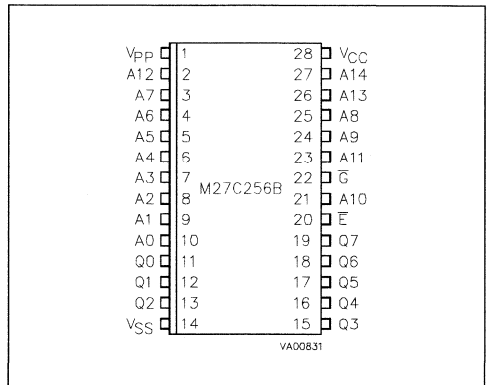 VPP 1 28 VCC
A12 2 27 A14
A7 3 26 A13
A6 4 25 A8
A5 5 24 A9
A4 6 23 A11
A3 7 22 G̅
A2 8 M27C256B 21 A10
A1 9 20 E̅
A0 10 19 Q7
Q0 11 18 Q6
Q1 12 17 Q5
Q2 13 16 Q4
VSS 14 15 Q3
VA00831